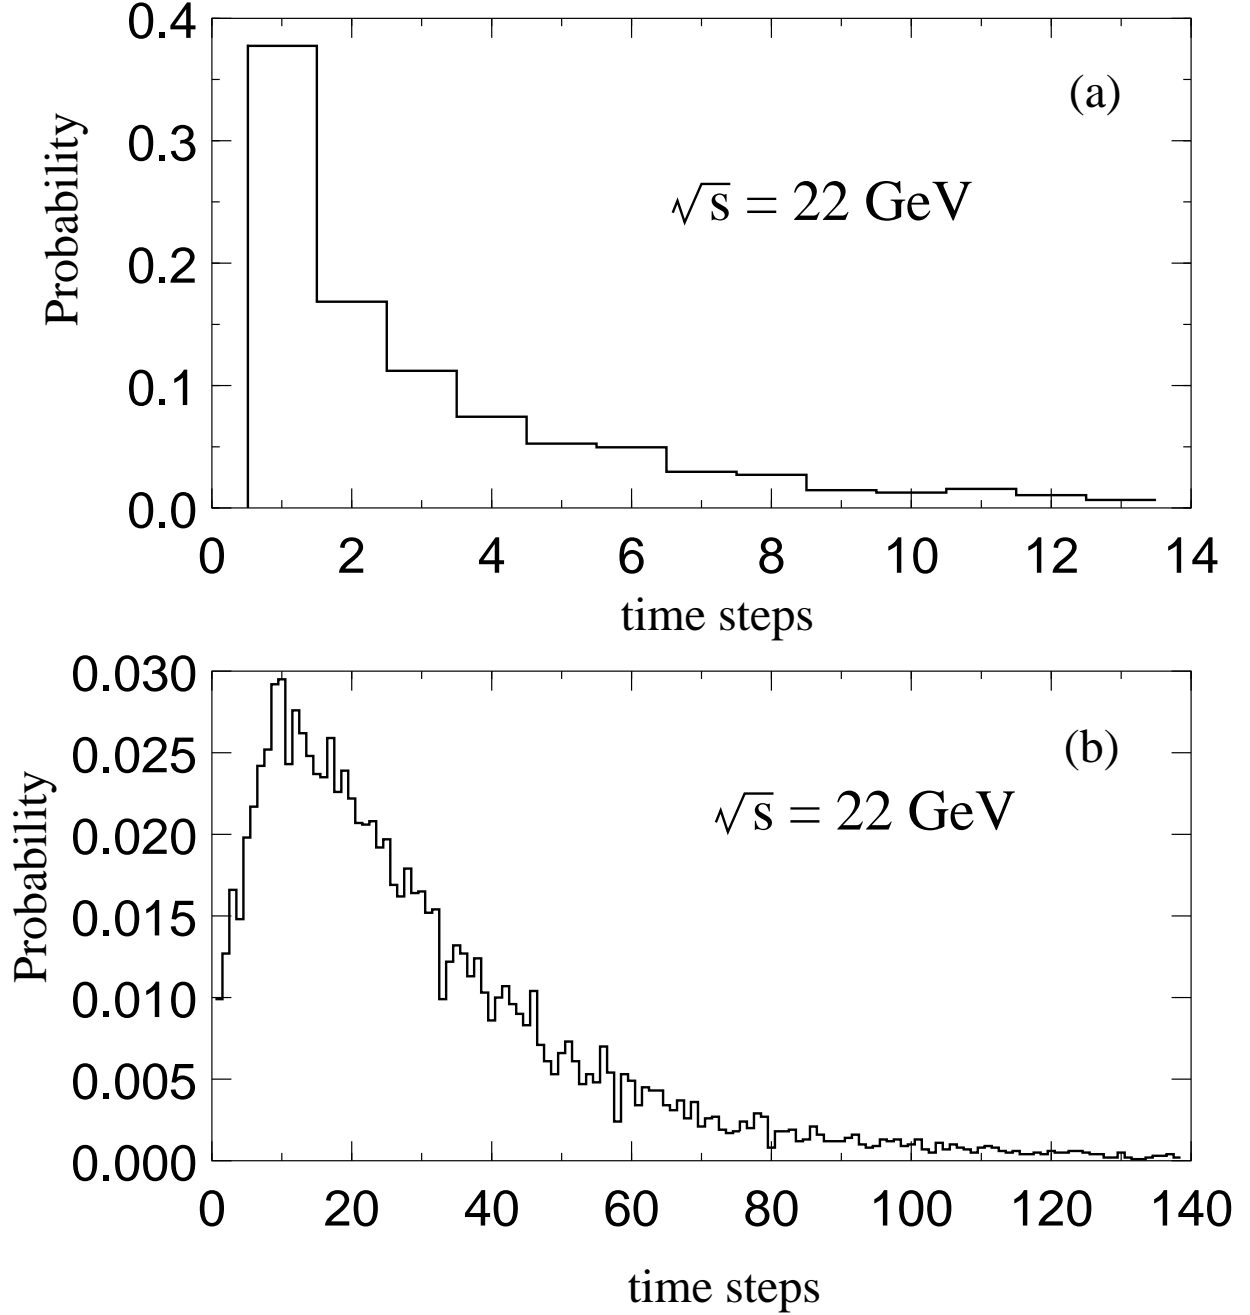 0.4
(a)
0.3
√s = 22 GeV
0.2
0.1
0.0
Probability
0 2 4 6 8 10 12 14
time steps
0.030
(b)
0.025
√s = 22 GeV
0.020
0.015
0.010
0.005
0.000
Probability
0 20 40 60 80 100 120 140
time steps